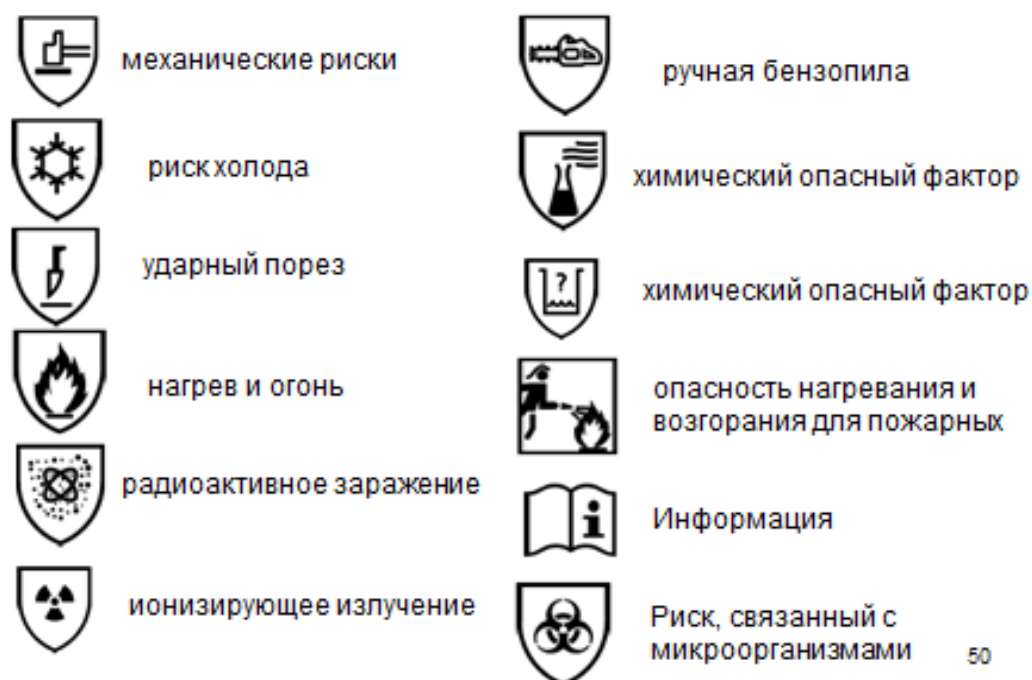 механические риски
риск холода
ударный порез
нагрев и огонь
радиоактивное заражение
ионизирующее излучение
ручная бензопила
химический опасный фактор
?
химический опасный фактор
опасность нагревания и
возгорания для пожарных
i
Информация
Риск, связанный с
микроорганизмами
50